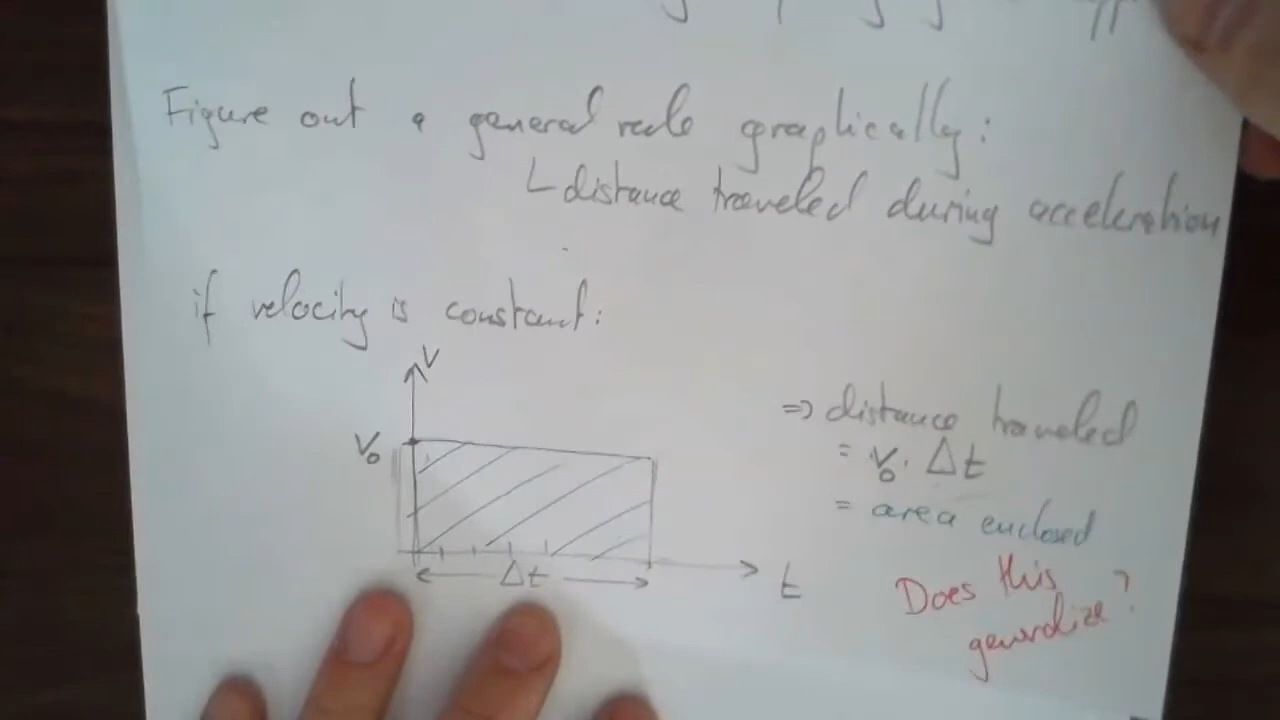 Figure out a general rule graphically:
distance traveled during acceleration
if velocity is constant:
v
V₀
Δt
t
=> distance traveled
= v₀ · Δt
= area enclosed
Does this
generalize?